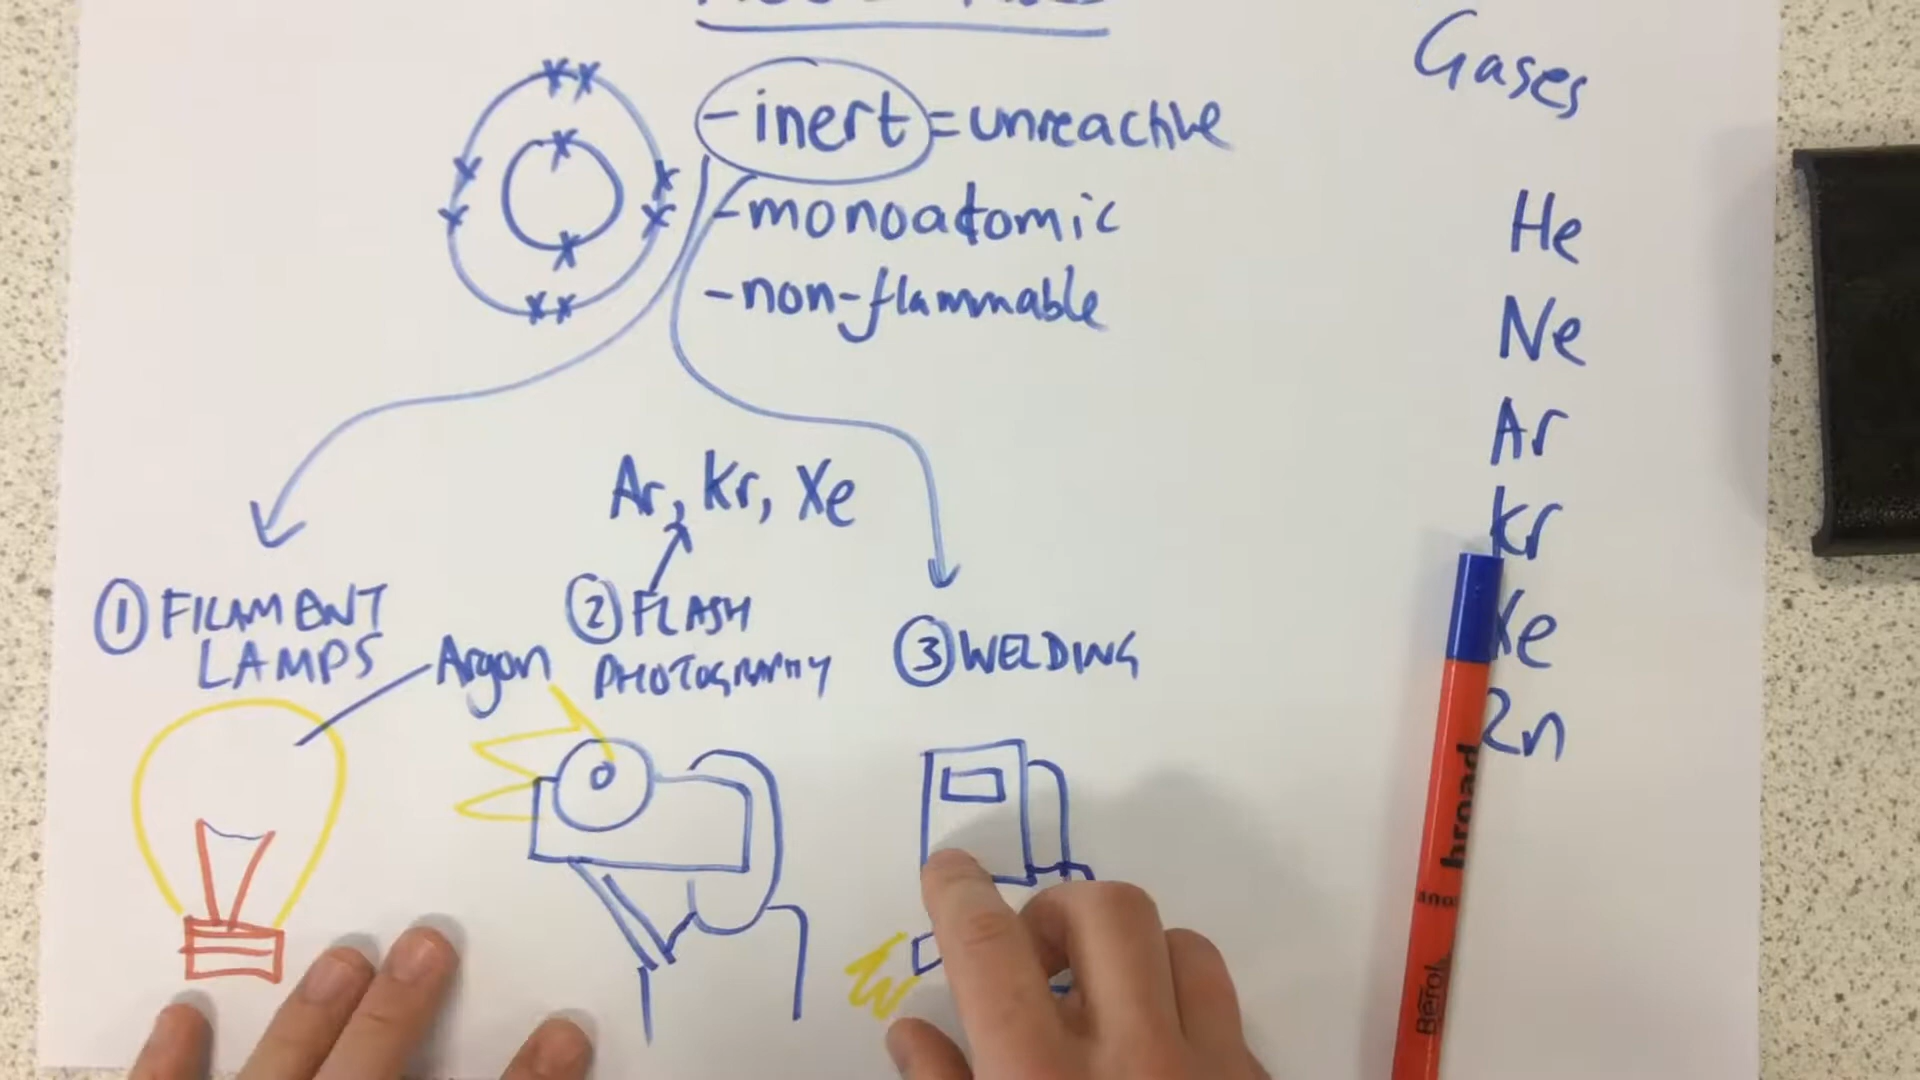 Gases
-inert = unreactive
-monoatomic
-non-flammable
He
Ne
Ar
Kr
Xe
Ar, Kr, Xe
① FILAMENT
LAMPS
Argon
② FLASH
PHOTOGRAPHY
③ WELDING
broad
Berol